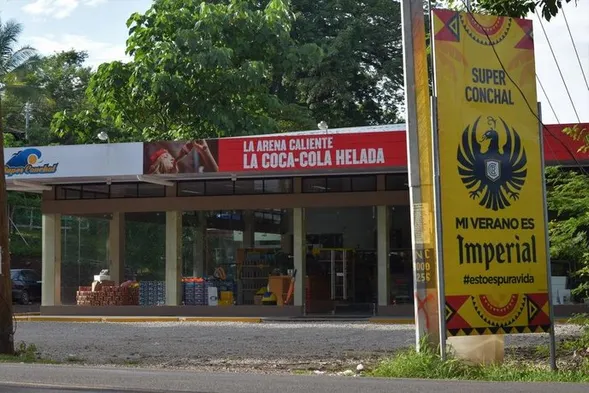 Super Conchal
LA ARENA CALIENTE
LA COCA-COLA HELADA
SUPER
CONCHAL
MI VERANO ES
Imperial
#estoespuravida